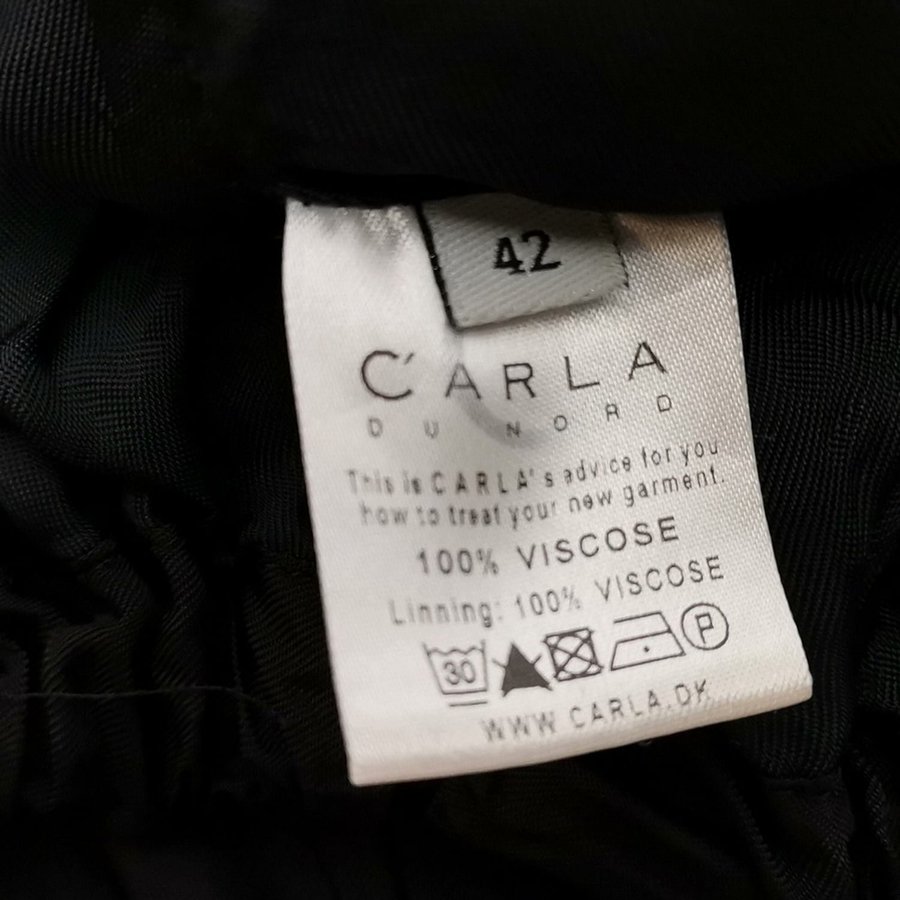 42
C'ARLA
DU NORD
This is CARLA's advice for you
how to treat your new garment.
100% VISCOSE
Linning: 100% VISCOSE
30 P
WWW.CARLA.DK